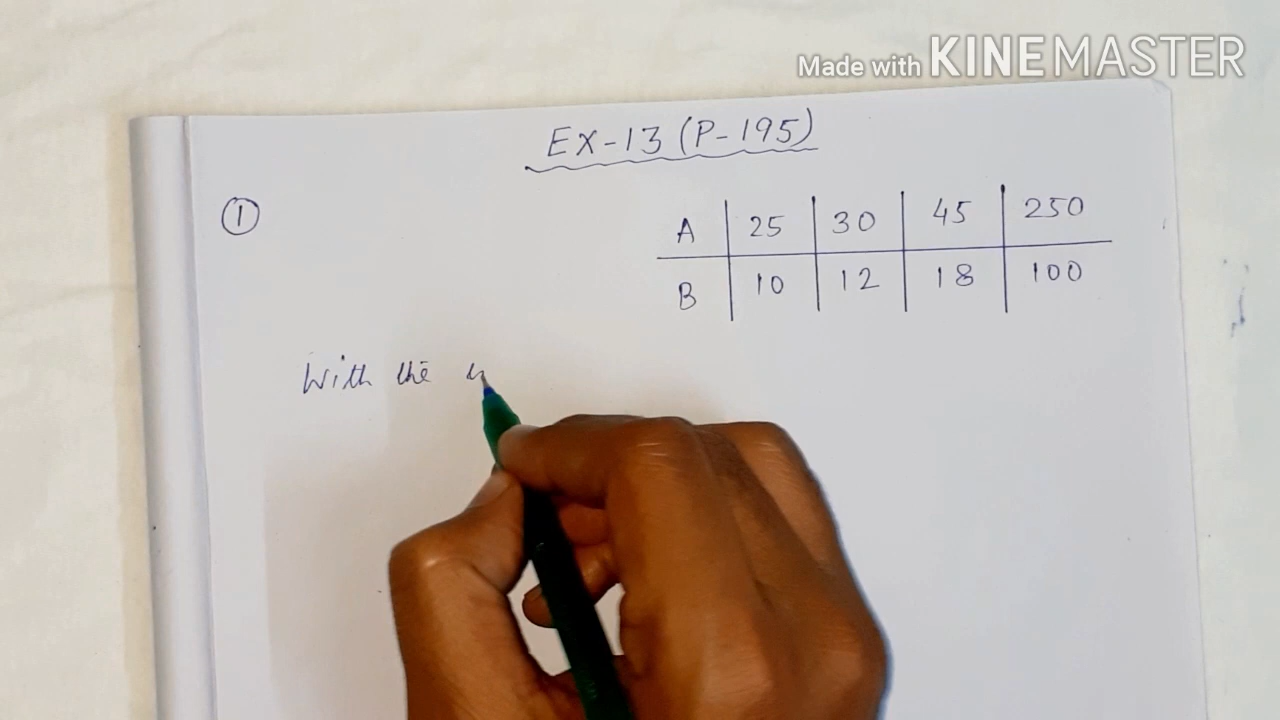 Made with KINEMASTER
EX-13 (P-195)
1
A 25 30 45 250
B 10 12 18 100
With the